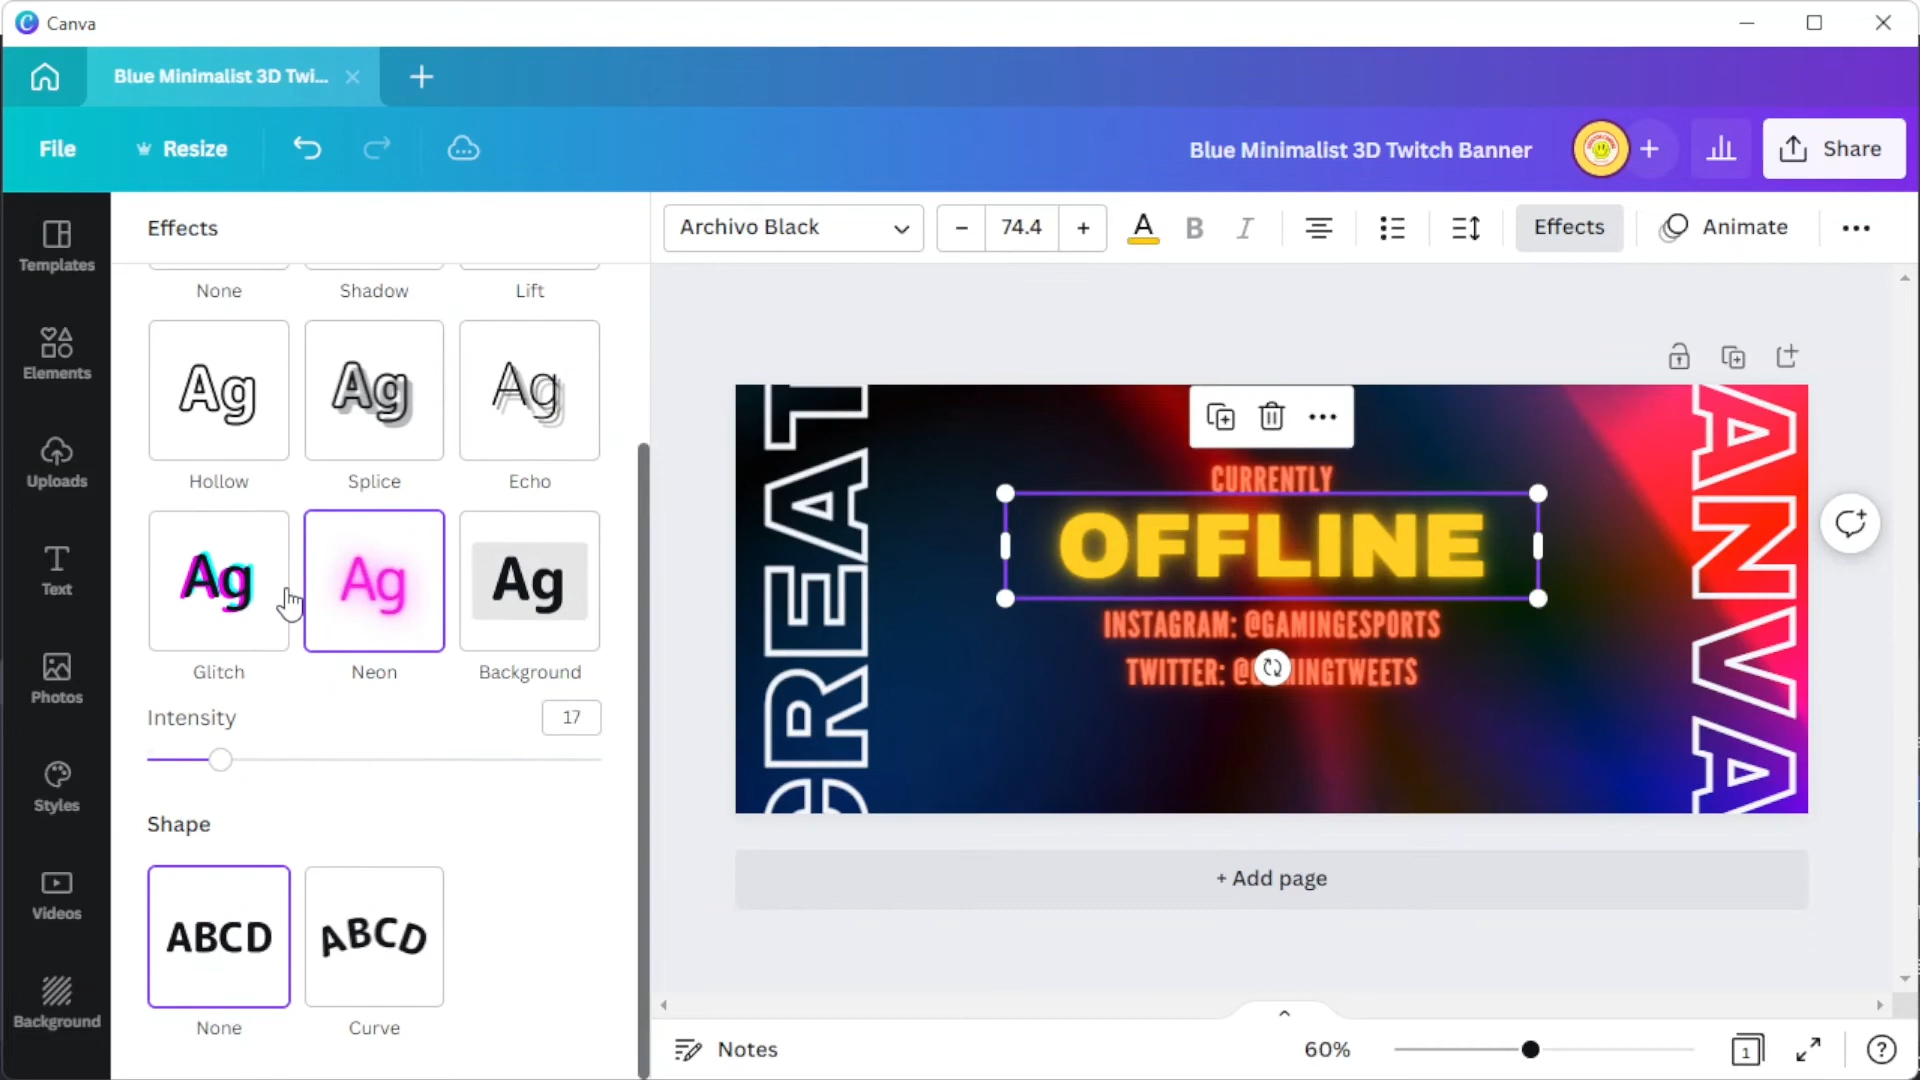 Canva
Blue Minimalist 3D Twi...
File
Resize
Blue Minimalist 3D Twitch Banner
Share
Templates
Elements
Uploads
Text
Photos
Styles
Videos
Background
Effects
None
Shadow
Lift
Ag
Ag
Ag
Hollow
Splice
Echo
Ag
Ag
Ag
Glitch
Neon
Background
Intensity
17
Shape
ABCD
ABCD
None
Curve
Archivo Black
− 74.4 +
A
B
I
Effects
Animate
CREAT
CURRENTLY
OFFLINE
INSTAGRAM: @GAMINGESPORTS
TWITTER: @ INGTWEETS
ANVA
+ Add page
Notes
60%
1
?